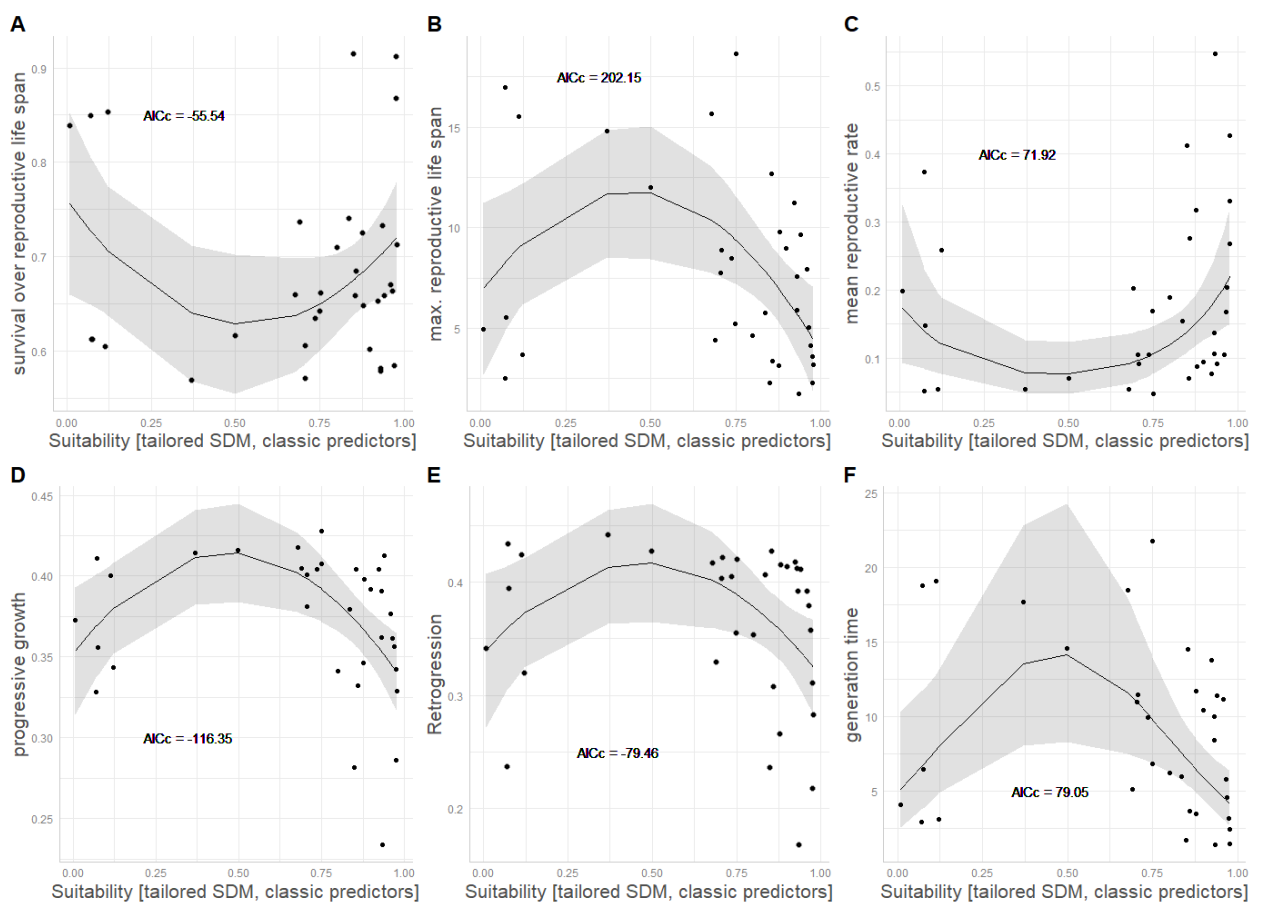 A
survival over reproductive life span
0.9
0.8
0.7
0.6
AICc = -55.54
0.00
0.25
0.50
0.75
1.00
Suitability [tailored SDM, classic predictors]
B
max. reproductive life span
15
10
5
AICc = 202.15
0.00
0.25
0.50
0.75
1.00
Suitability [tailored SDM, classic predictors]
C
mean reproductive rate
0.5
0.4
0.3
0.2
0.1
AICc = 71.92
0.00
0.25
0.50
0.75
1.00
Suitability [tailored SDM, classic predictors]
D
progressive growth
0.45
0.40
0.35
0.30
0.25
AICc = -116.35
0.00
0.25
0.50
0.75
1.00
Suitability [tailored SDM, classic predictors]
E
Retrogression
0.4
0.3
0.2
AICc = -79.46
0.00
0.25
0.50
0.75
1.00
Suitability [tailored SDM, classic predictors]
F
generation time
25
20
15
10
5
AICc = 79.05
0.00
0.25
0.50
0.75
1.00
Suitability [tailored SDM, classic predictors]